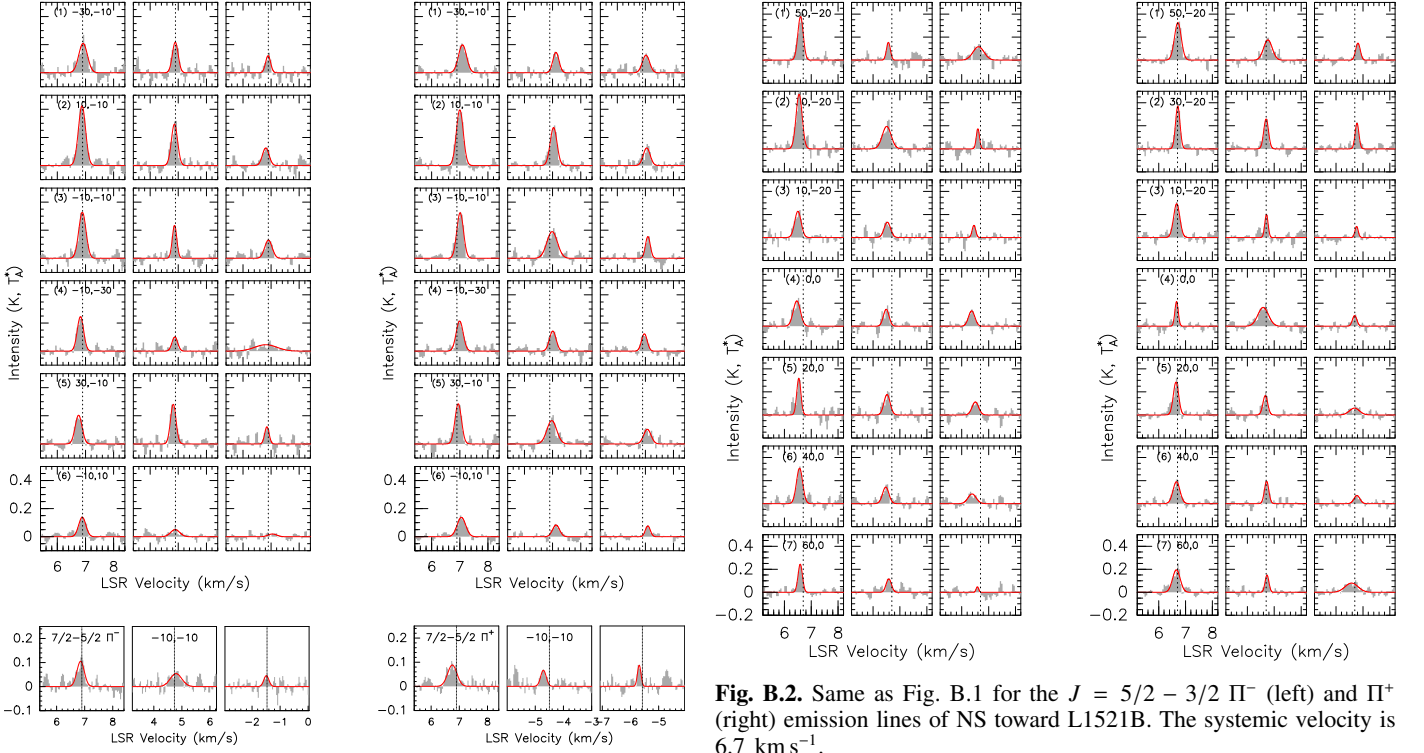 (1) −30,−10
(2) 10,−10
(3) −10,−10
(4) −10,−30
(5) 30,−10
(6) −10,10
Intensity (K, T*A)
0.4
0.2
0
6 7 8
LSR Velocity (km/s)
7/2−5/2 Π−
−10,−10
0.2
0.1
0
−0.1
6 7 8 4 5 6 −2 −1 0
LSR Velocity (km/s)
(1) −30,−10
(2) 10,−10
(3) −10,−10
(4) −10,−30
(5) 30,−10
(6) −10,10
Intensity (K, T*A)
0.4
0.2
0
6 7 8
LSR Velocity (km/s)
7/2−5/2 Π+
−10,−10
0.2
0.1
0
−0.1
6 7 8 −5 −4 −3 −7 −6 −5
LSR Velocity (km/s)
(1) 50,−20
(2) 30,−20
(3) 10,−20
(4) 0,0
(5) 20,0
(6) 40,0
(7) 60,0
Intensity (K, T*A)
0.4
0.2
0
−0.2
6 7 8
LSR Velocity (km/s)
(1) 50,−20
(2) 30,−20
(3) 10,−20
(4) 0,0
(5) 20,0
(6) 40,0
(7) 60,0
Intensity (K, T*A)
0.4
0.2
0
−0.2
6 7 8
LSR Velocity (km/s)
Fig. B.2. Same as Fig. B.1 for the J = 5/2 − 3/2 Π− (left) and Π+
(right) emission lines of NS toward L1521B. The systemic velocity is
6.7 km s−1.